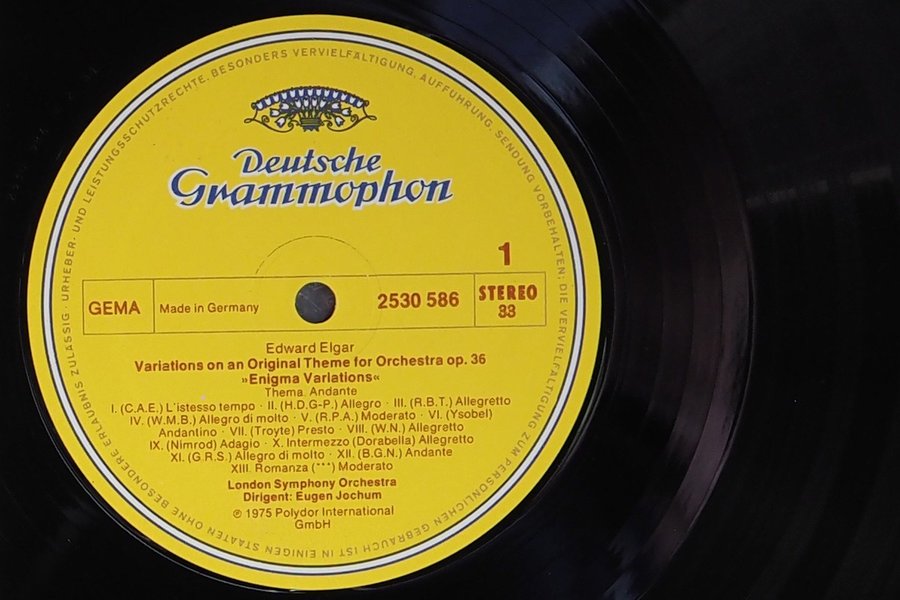 Deutsche
Grammophon
1
GEMA
Made in Germany
2530 586
STEREO
33
Edward Elgar
Variations on an Original Theme for Orchestra op. 36
»Enigma Variations«
Thema. Andante
I. (C.A.E.) L'istesso tempo · II. (H.D.G-P.) Allegro · III. (R.B.T.) Allegretto
IV. (W.M.B.) Allegro di molto · V. (R.P.A.) Moderato · VI. (Ysobel)
Andantino · VII. (Troyte) Presto · VIII. (W.N.) Allegretto
IX. (Nimrod) Adagio · X. Intermezzo (Dorabella) Allegretto
XI. (G.R.S.) Allegro di molto · XII. (B.G.N.) Andante
XIII. Romanza (***) Moderato
London Symphony Orchestra
Dirigent: Eugen Jochum
℗ 1975 Polydor International
GmbH
URHEBER- UND LEISTUNGSSCHUTZRECHTE, BESONDERS VERVIELFÄLTIGUNG, AUFFÜHRUNG, SENDUNG VORBEHALTEN; DIE VERVIELFÄLTIGUNG ZUM PERSÖNLICHEN GEBRAUCH IST IN EINIGEN STAATEN OHNE BESONDERE ERLAUBNIS ZULÄSSIG ·